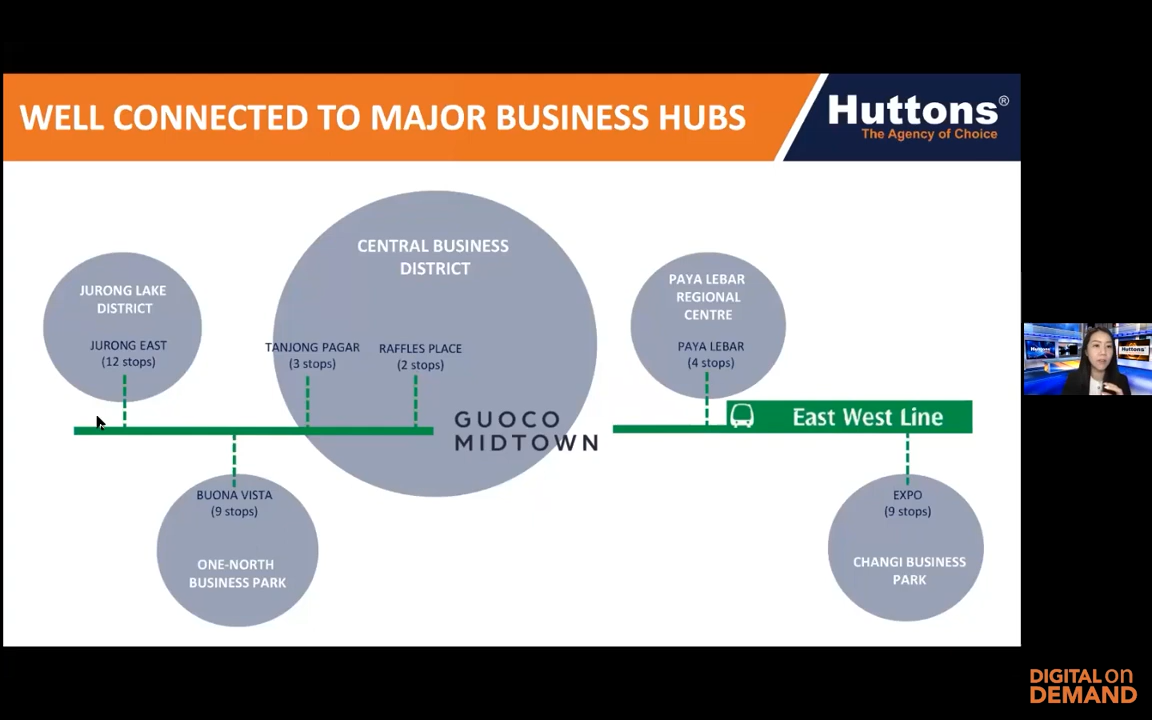 WELL CONNECTED TO MAJOR BUSINESS HUBS
Huttons®
The Agency of Choice
CENTRAL BUSINESS
DISTRICT
JURONG LAKE
DISTRICT
JURONG EAST
(12 stops)
TANJONG PAGAR
(3 stops)
RAFFLES PLACE
(2 stops)
PAYA LEBAR
REGIONAL
CENTRE
PAYA LEBAR
(4 stops)
GUOCO
MIDTOWN
East West Line
BUONA VISTA
(9 stops)
ONE-NORTH
BUSINESS PARK
EXPO
(9 stops)
CHANGI BUSINESS
PARK
Huttons
Huttons
DIGITAL on
DEMAND